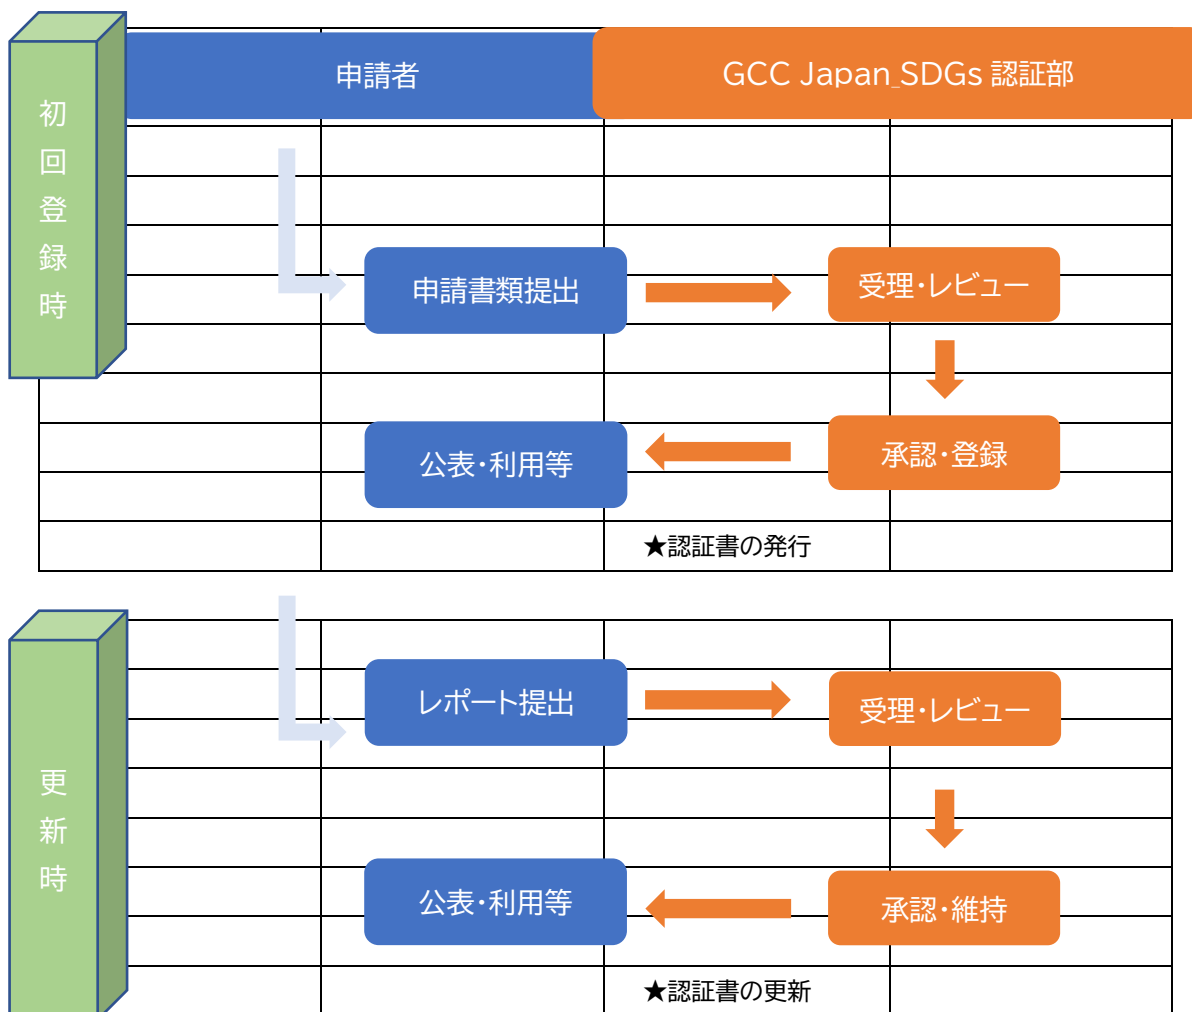 初回登録時
申請者
GCC Japan_SDGs 認証部
申請書類提出
受理・レビュー
公表・利用等
承認・登録
★認証書の発行
更新時
レポート提出
受理・レビュー
公表・利用等
承認・維持
★認証書の更新